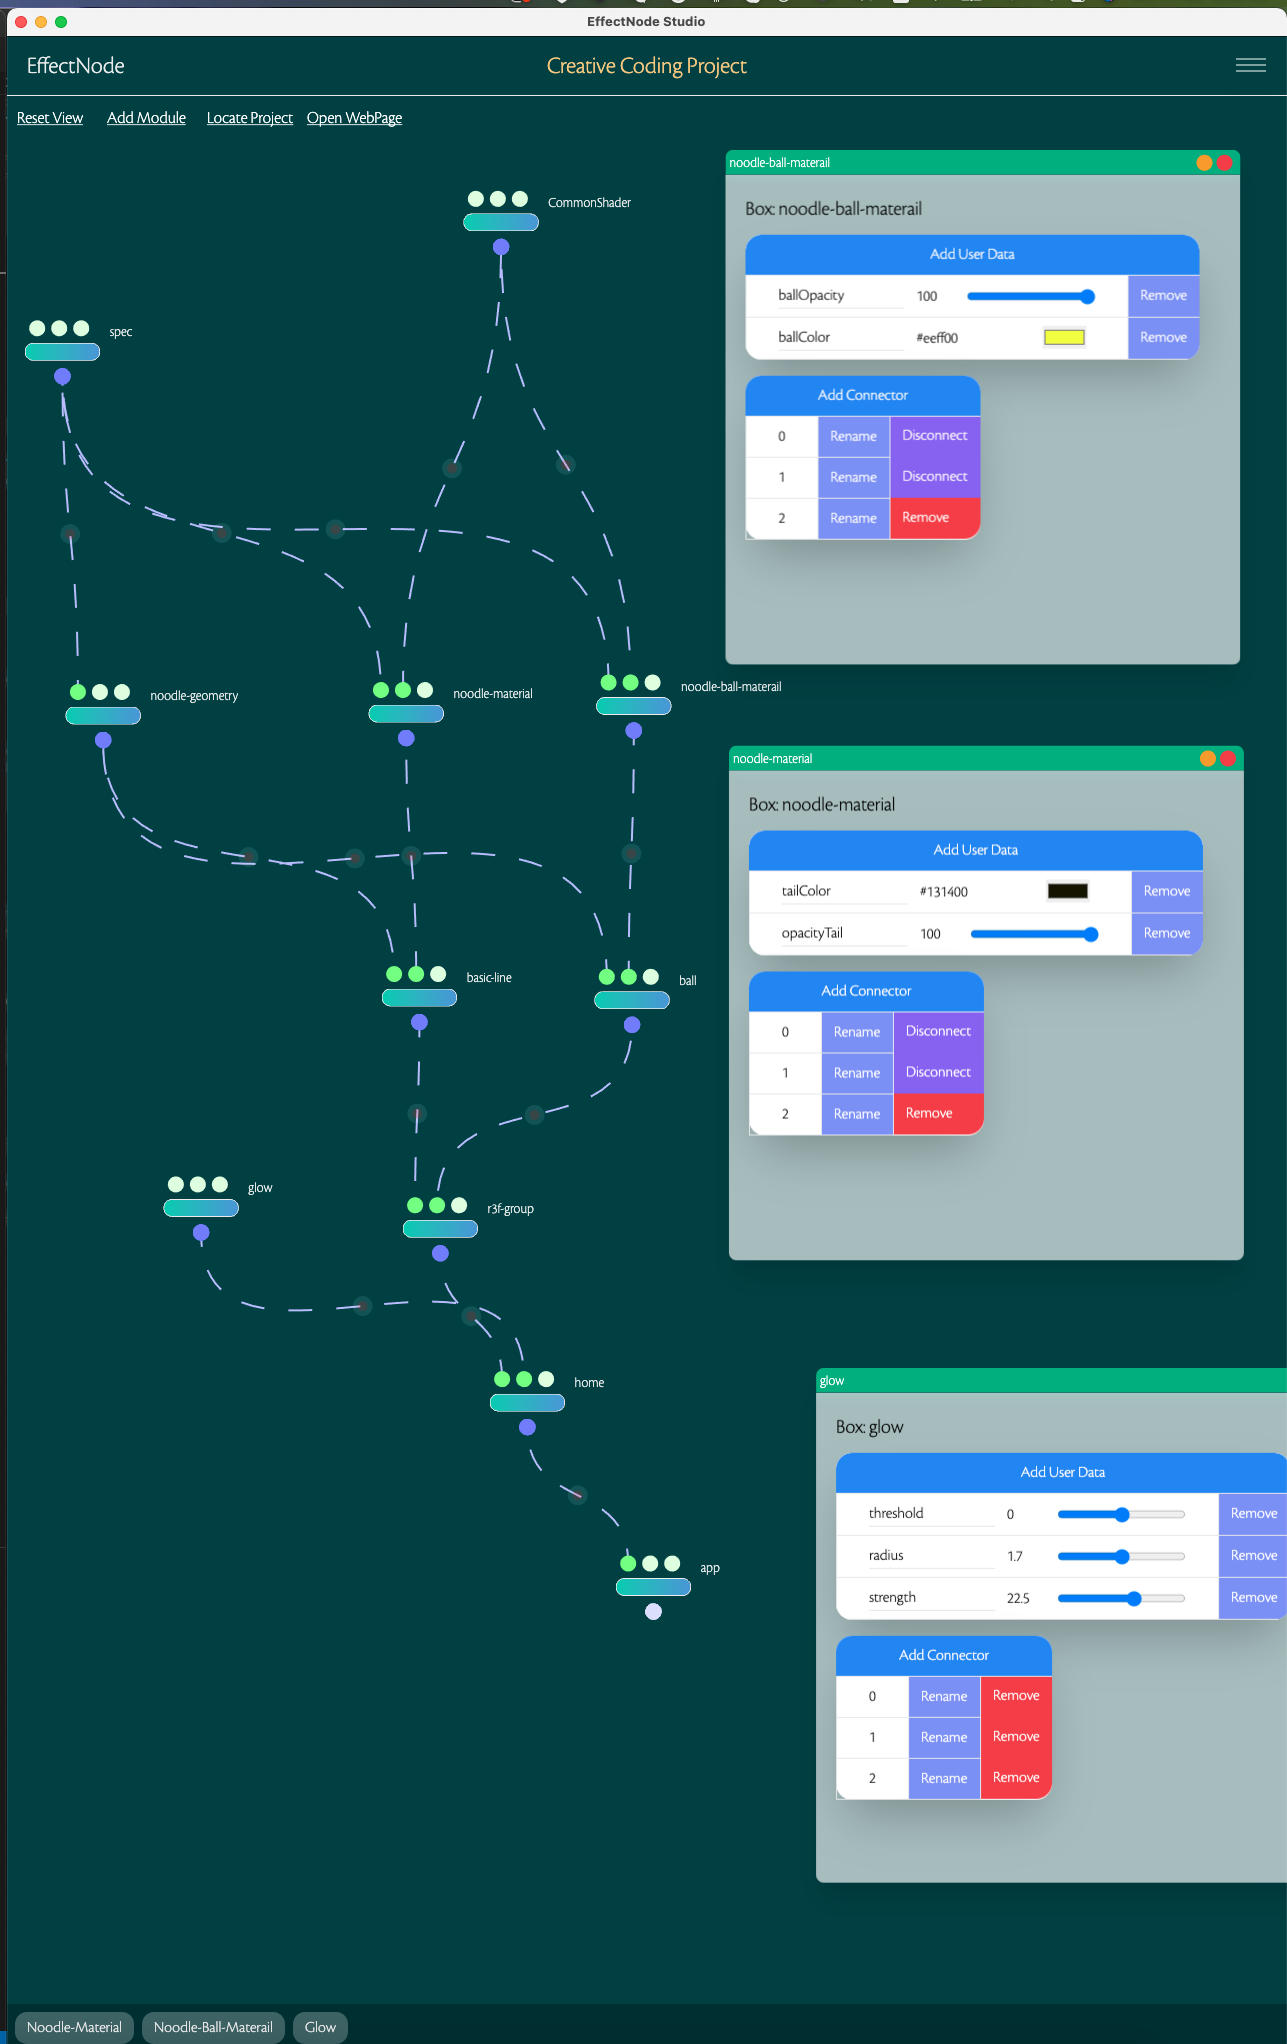 EffectNode Studio
EffectNode
Creative Coding Project
Reset View
Add Module
Locate Project
Open WebPage
CommonShader
spec
noodle-geometry
noodle-material
noodle-ball-materail
basic-line
ball
glow
r3f-group
home
app
noodle-ball-materail
Box: noodle-ball-materail
Add User Data
ballOpacity 100 Remove
ballColor #eeff00 Remove
Add Connector
0 Rename Disconnect
1 Rename Disconnect
2 Rename Remove
noodle-material
Box: noodle-material
Add User Data
tailColor #131400 Remove
opacityTail 100 Remove
Add Connector
0 Rename Disconnect
1 Rename Disconnect
2 Rename Remove
glow
Box: glow
Add User Data
threshold 0 Remove
radius 1.7 Remove
strength 22.5 Remove
Add Connector
0 Rename Remove
1 Rename Remove
2 Rename Remove
Noodle-Material
Noodle-Ball-Materail
Glow